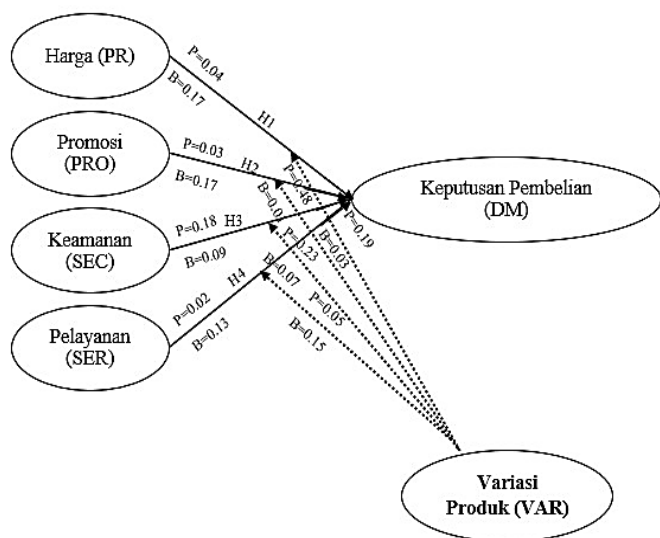 Harga (PR)
P=0.04
B=0.17
H1
Promosi
(PRO)
P=0.03
H2
B=0.17
Keputusan Pembelian
(DM)
P=0.48
P=0.19
Keamanan
(SEC)
P=0.18
H3
B=0.09
P=0.23
B=0.03
Pelayanan
(SER)
P=0.02
H4
B=0.07
B=0.13
P=0.05
B=0.15
Variasi
Produk (VAR)